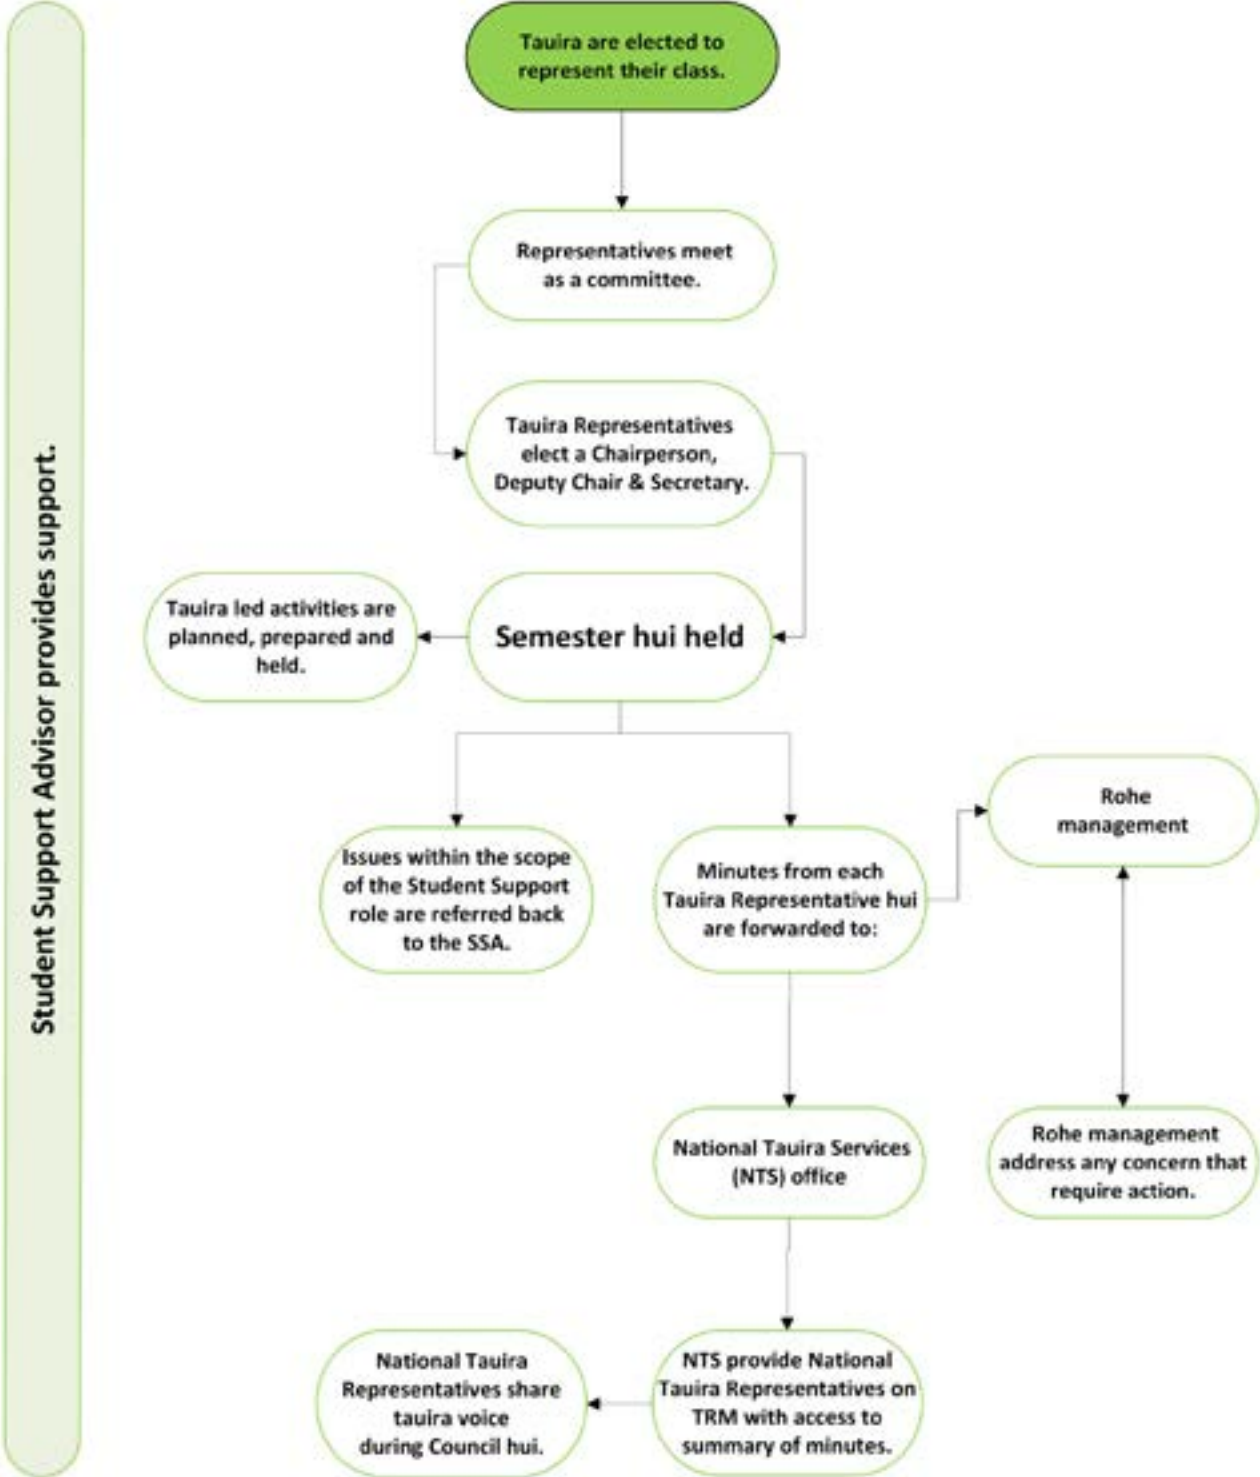 Student Support Advisor provides support.
Tauira are elected to
represent their class.
Representatives meet
as a committee.
Tauira Representatives
elect a Chairperson,
Deputy Chair & Secretary.
Tauira led activities are
planned, prepared and
held.
Semester hui held
Issues within the scope
of the Student Support
role are referred back
to the SSA.
Minutes from each
Tauira Representative hui
are forwarded to:
Rohe
management
National Tauira Services
(NTS) office
Rohe management
address any concern that
require action.
National Tauira
Representatives share
tauira voice
during Council hui.
NTS provide National
Tauira Representatives on
TRM with access to
summary of minutes.